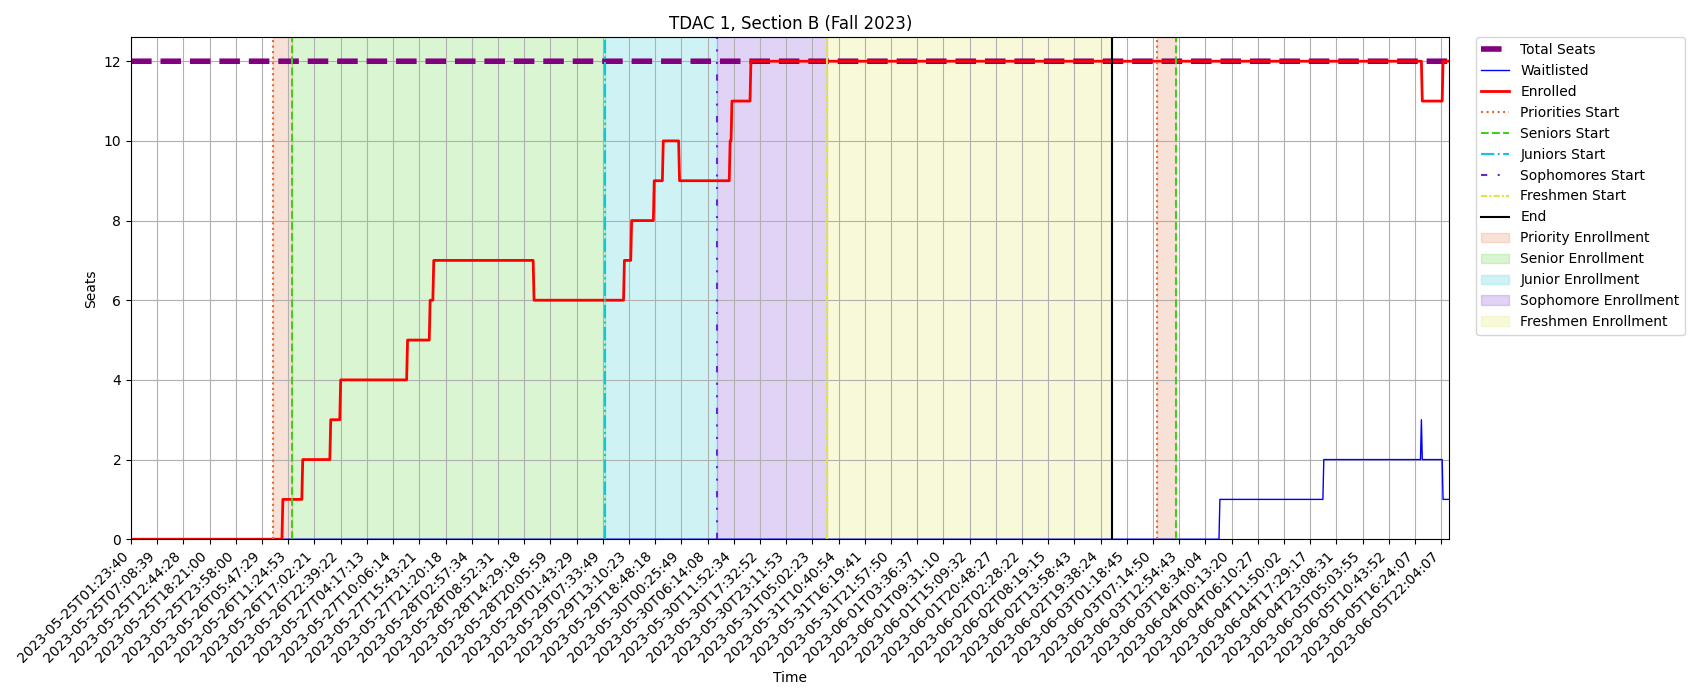 TDAC 1, Section B (Fall 2023)
Seats
12
10
8
6
4
2
0
2023-05-25T01:23:40
2023-05-25T07:08:39
2023-05-25T12:44:28
2023-05-25T18:21:00
2023-05-25T23:58:00
2023-05-26T05:47:29
2023-05-26T11:24:53
2023-05-26T17:02:21
2023-05-26T22:39:22
2023-05-27T04:17:13
2023-05-27T10:06:14
2023-05-27T15:43:21
2023-05-27T21:20:18
2023-05-28T02:57:34
2023-05-28T08:52:31
2023-05-28T14:29:18
2023-05-28T20:05:59
2023-05-29T01:43:29
2023-05-29T07:33:49
2023-05-29T13:10:23
2023-05-29T18:48:18
2023-05-30T00:25:49
2023-05-30T06:14:08
2023-05-30T11:52:34
2023-05-30T17:32:52
2023-05-30T23:11:53
2023-05-31T05:02:23
2023-05-31T10:40:54
2023-05-31T16:19:41
2023-05-31T21:57:50
2023-06-01T03:36:37
2023-06-01T09:31:10
2023-06-01T15:09:32
2023-06-01T20:48:27
2023-06-02T02:28:22
2023-06-02T08:19:15
2023-06-02T13:58:43
2023-06-02T19:38:24
2023-06-03T01:18:45
2023-06-03T07:14:50
2023-06-03T12:54:43
2023-06-03T18:34:04
2023-06-04T00:13:20
2023-06-04T06:10:27
2023-06-04T11:50:02
2023-06-04T17:29:17
2023-06-04T23:08:31
2023-06-05T05:03:55
2023-06-05T10:43:52
2023-06-05T16:24:07
2023-06-05T22:04:07
Time
Total Seats
Waitlisted
Enrolled
Priorities Start
Seniors Start
Juniors Start
Sophomores Start
Freshmen Start
End
Priority Enrollment
Senior Enrollment
Junior Enrollment
Sophomore Enrollment
Freshmen Enrollment